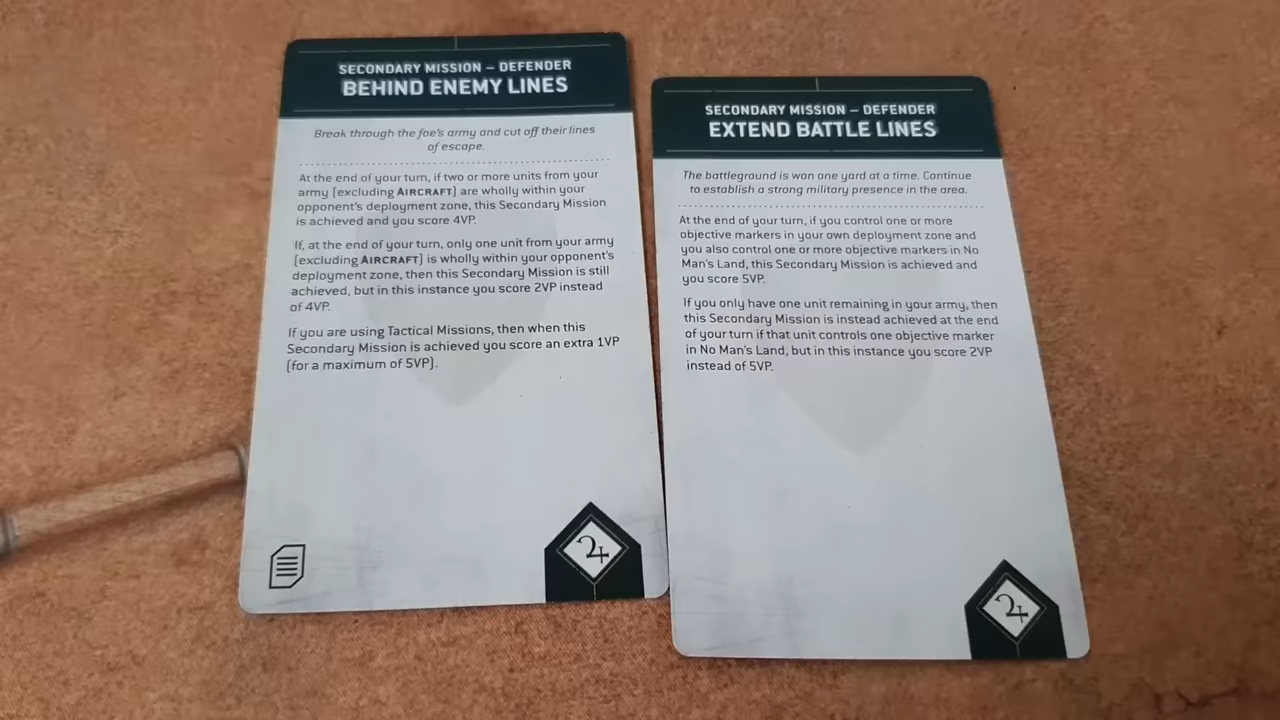 SECONDARY MISSION – DEFENDER
BEHIND ENEMY LINES
Break through the foe's army and cut off their lines
of escape.
At the end of your turn, if two or more units from your
army [excluding AIRCRAFT] are wholly within your
opponent's deployment zone, this Secondary Mission
is achieved and you score 4VP.
If, at the end of your turn, only one unit from your army
[excluding AIRCRAFT] is wholly within your opponent's
deployment zone, then this Secondary Mission is still
achieved, but in this instance you score 2VP instead
of 4VP.
If you are using Tactical Missions, then when this
Secondary Mission is achieved you score an extra 1VP
[for a maximum of 5VP].
SECONDARY MISSION – DEFENDER
EXTEND BATTLE LINES
The battleground is won one yard at a time. Continue
to establish a strong military presence in the area.
At the end of your turn, if you control one or more
objective markers in your own deployment zone and
you also control one or more objective markers in No
Man's Land, this Secondary Mission is achieved and
you score 5VP.
If you only have one unit remaining in your army, then
this Secondary Mission is instead achieved at the end
of your turn if that unit controls one objective marker
in No Man's Land, but in this instance you score 2VP
instead of 5VP.